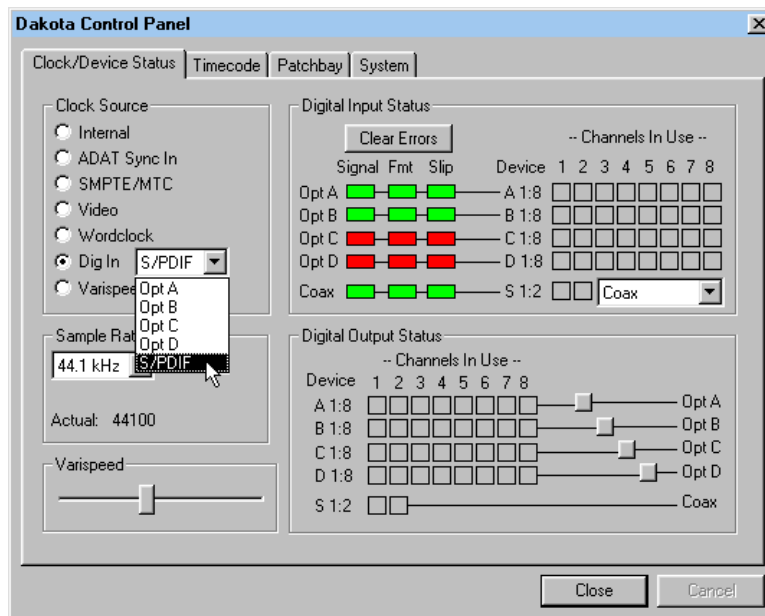 Dakota Control Panel
Clock/Device Status Timecode Patchbay System
Clock Source
Internal
ADAT Sync In
SMPTE/MTC
Video
Wordclock
Dig In S/PDIF
Varispee
Opt A
Opt B
Opt C
Opt D
S/PDIF
Sample Rat
44.1 kHz
Actual: 44100
Varispeed
Digital Input Status
Clear Errors -- Channels In Use --
Signal Fmt Slip Device 1 2 3 4 5 6 7 8
Opt A A 1:8
Opt B B 1:8
Opt C C 1:8
Opt D D 1:8
Coax S 1:2 Coax
Digital Output Status
-- Channels In Use --
Device 1 2 3 4 5 6 7 8
A 1:8 Opt A
B 1:8 Opt B
C 1:8 Opt C
D 1:8 Opt D
S 1:2 Coax
Close Cancel